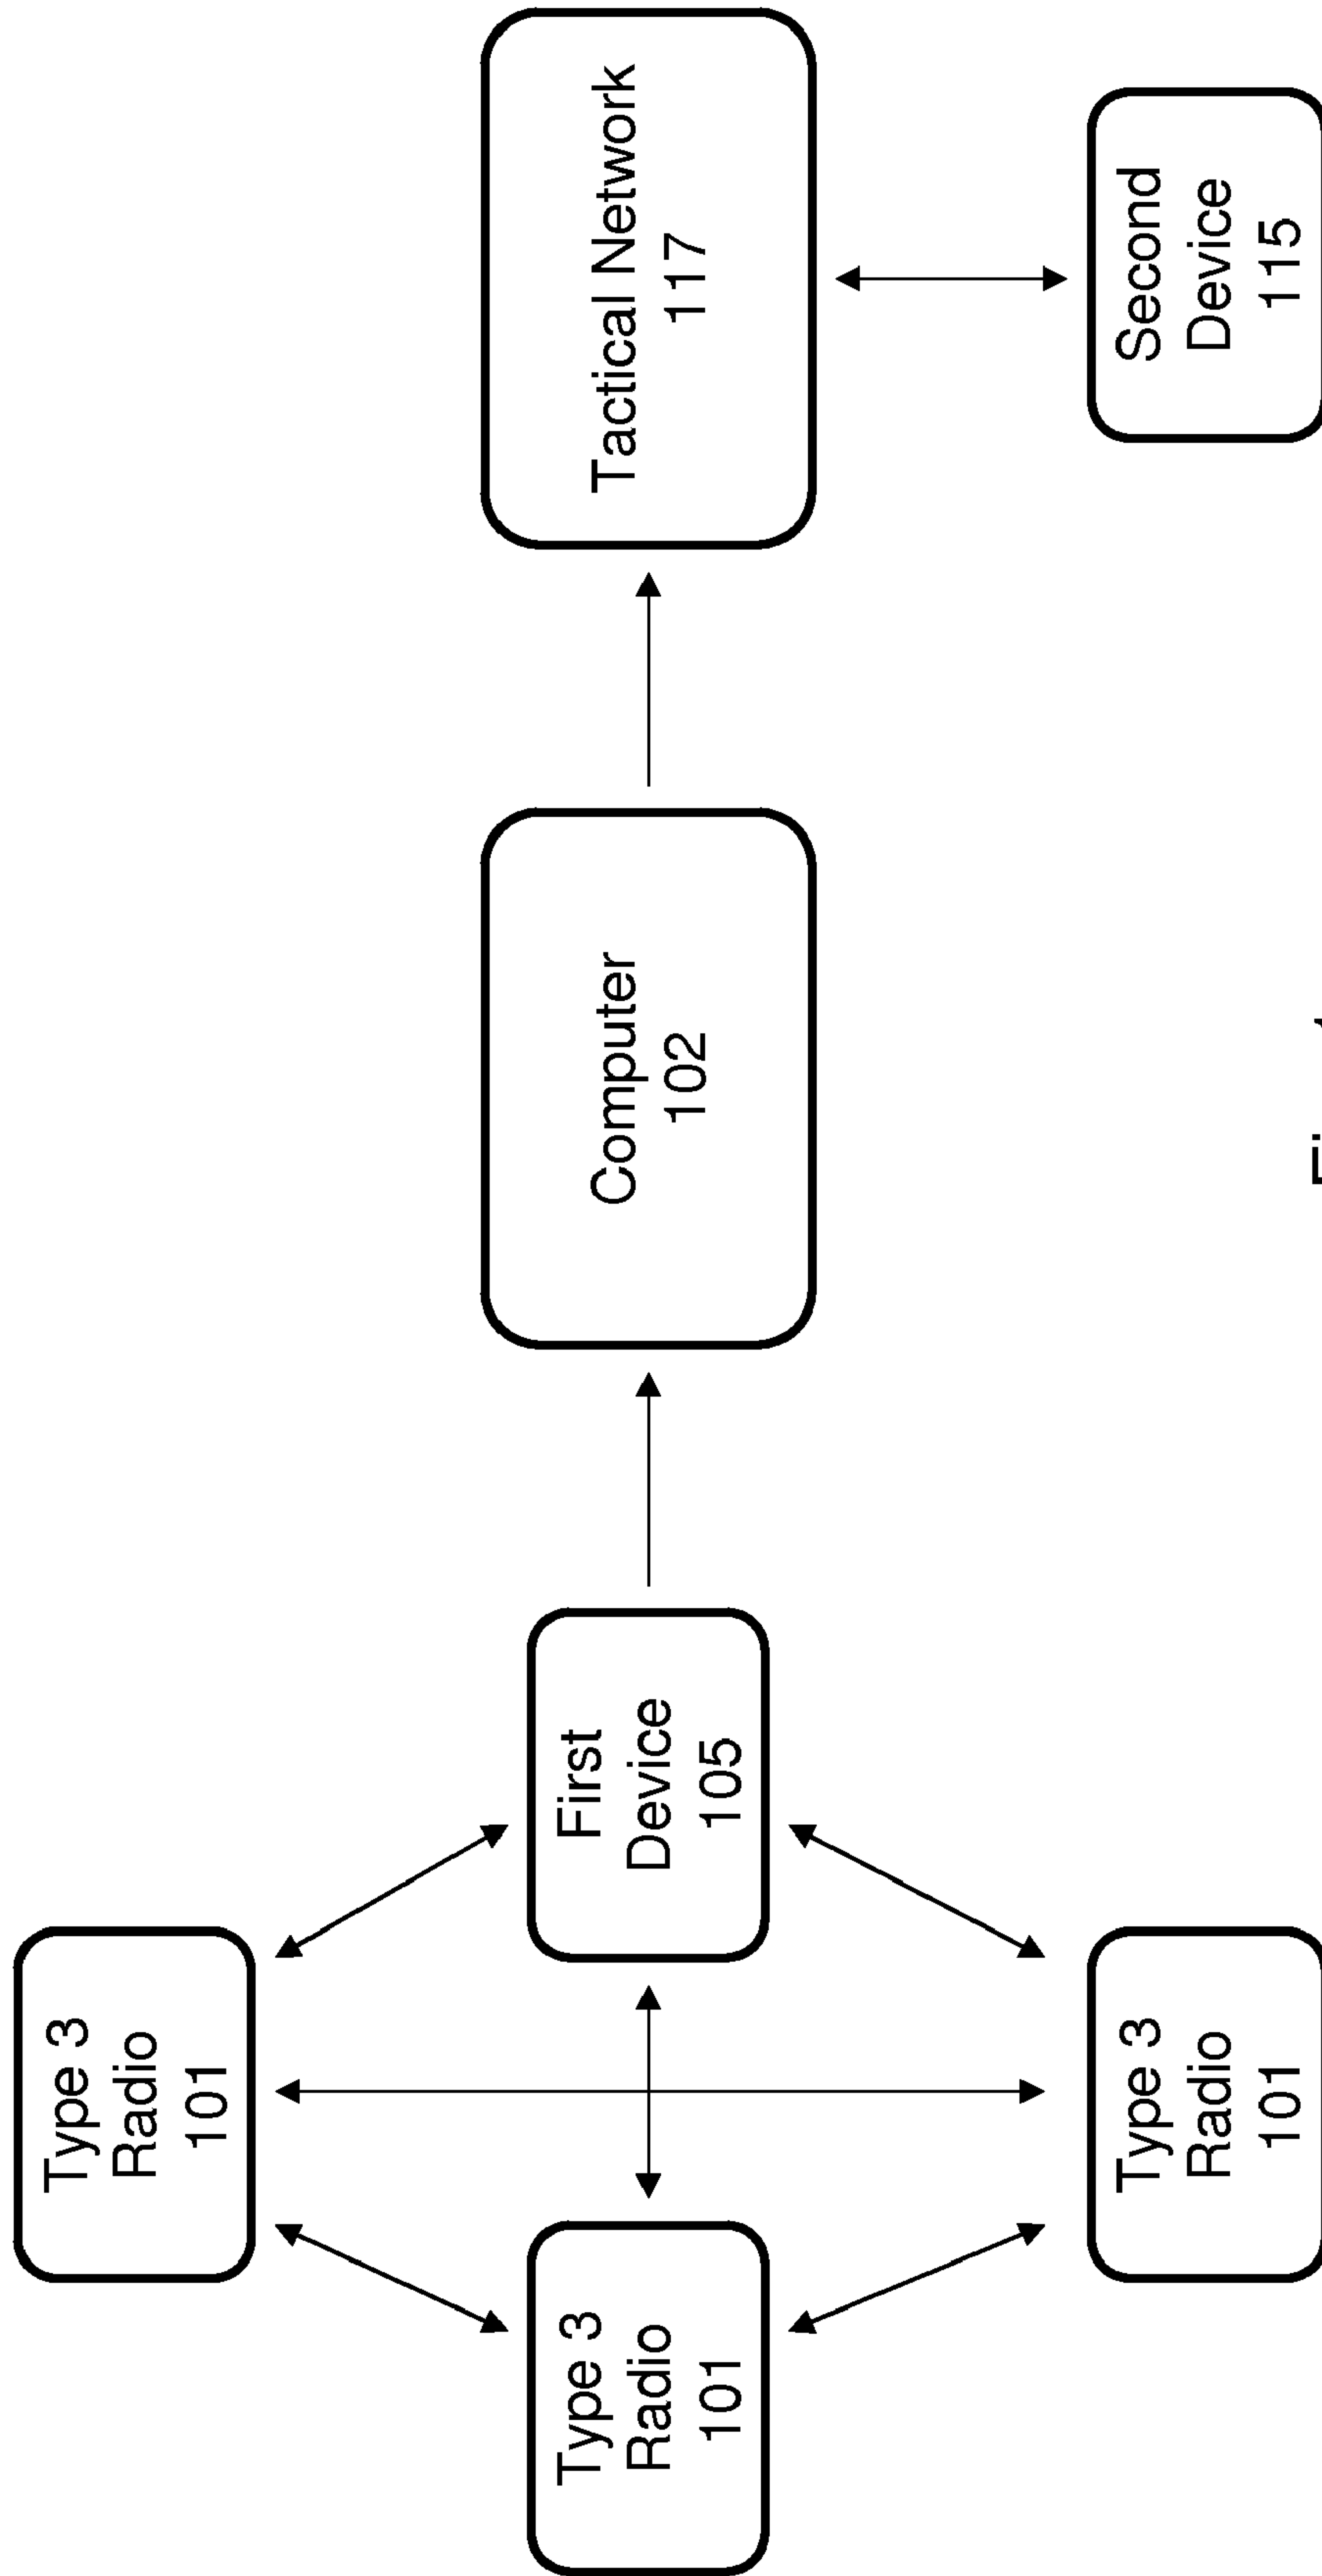 Type 3
Radio
101
Type 3
Radio
101
First
Device
105
Computer
102
Tactical Network
117
Type 3
Radio
101
Second
Device
115